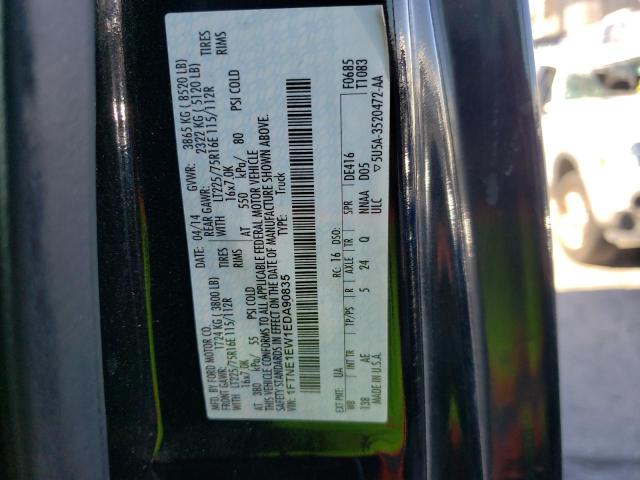 MFD. BY FORD MOTOR CO.
DATE: 04/14 GVWR: 3865 KG ( 8520 LB)
FRONT GAWR: 1724 KG ( 3800 LB) REAR GAWR: 2322 KG ( 5120 LB)
WITH LT225/75R16E 115/112R TIRES WITH LT225/75R16E 115/112R TIRES
16x7.0K RIMS 16x7.0K RIMS
AT 380 kPa/ 55 PSI COLD AT 550 kPa/ 80 PSI COLD
THIS VEHICLE CONFORMS TO ALL APPLICABLE FEDERAL MOTOR VEHICLE
SAFETY STANDARDS IN EFFECT ON THE DATE OF MANUFACTURE SHOWN ABOVE.
VIN: 1FTNE1EW1EDA90835 TYPE: Truck
EXT PNT: UA RC: 16 DSO: F0685
WB INT TR TP/PS R AXLE TR SPR DE416 T1083
138 AE 5 24 Q NNAA D05
MADE IN U.S.A. ULC 5U5A-3520472-AA